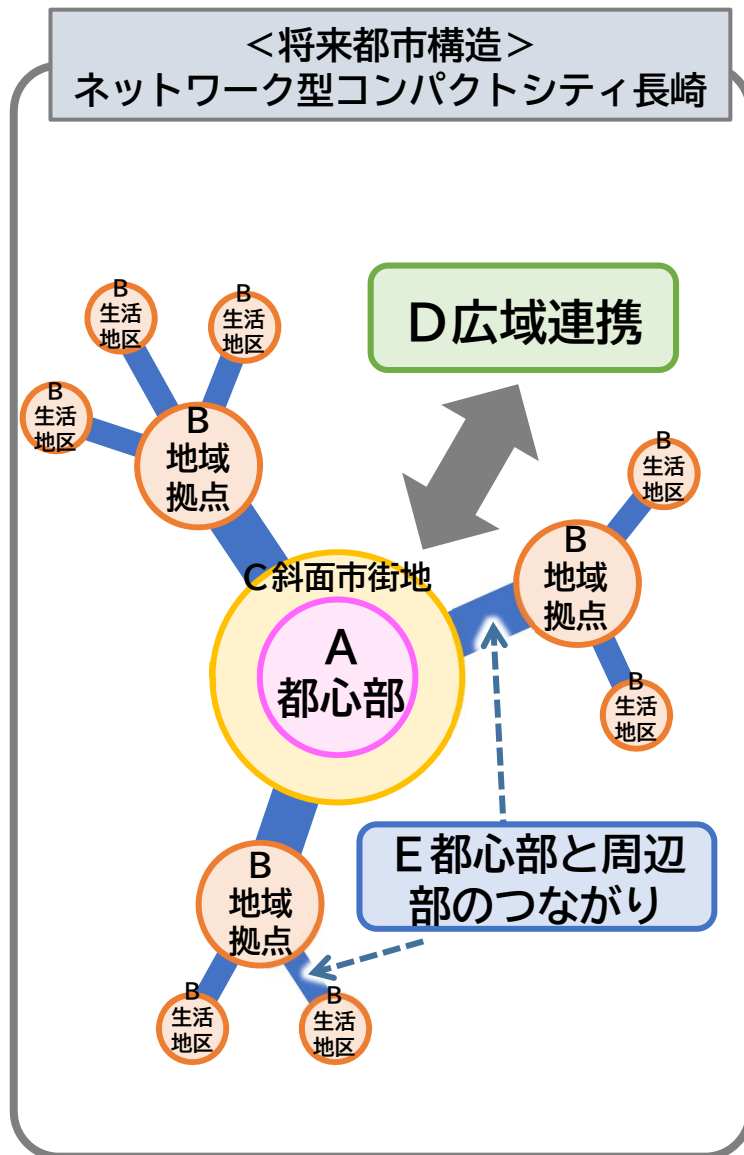 ＜将来都市構造＞
ネットワーク型コンパクトシティ長崎
B
生活
地区
B
生活
地区
B
生活
地区
B
地域
拠点
D広域連携
B
生活
地区
B
地域
拠点
B
生活
地区
C斜面市街地
A
都心部
E都心部と周辺
部のつながり
B
地域
拠点
B
生活
地区
B
生活
地区